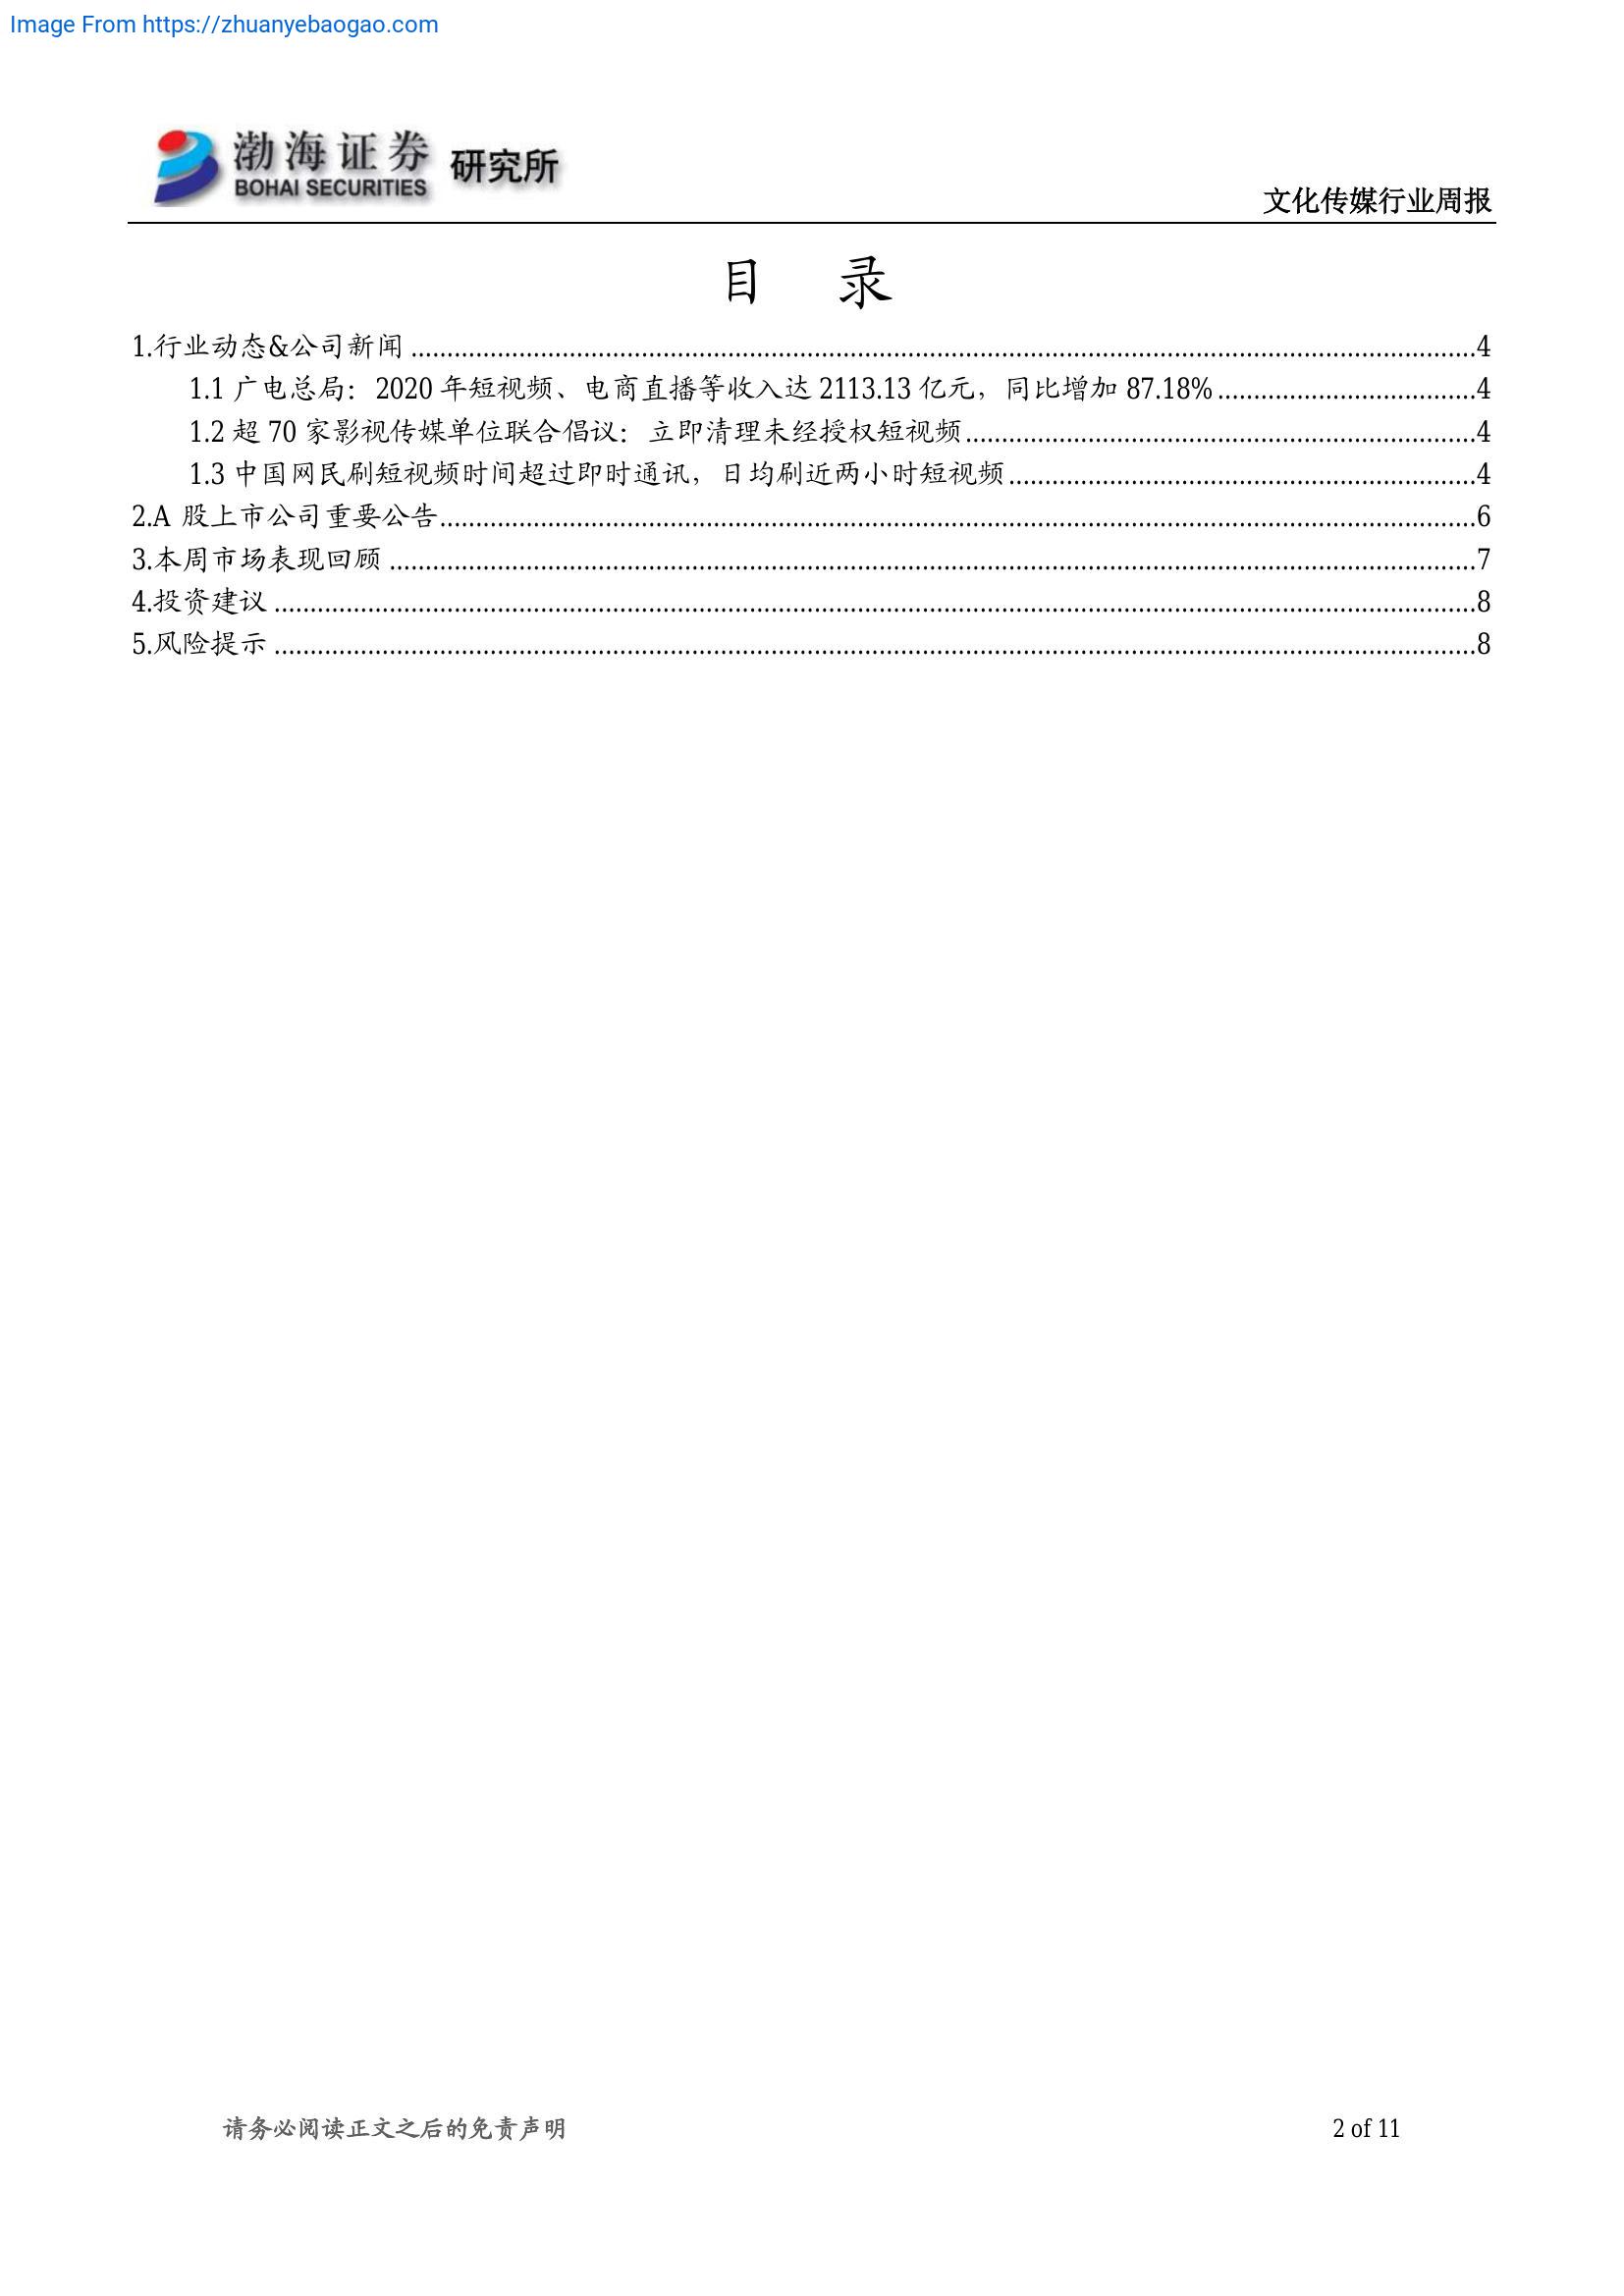 Image From https://zhuanyebaogao.com
渤海证券 研究所
BOHAI SECURITIES
文化传媒行业周报
目 录
1.行业动态&公司新闻 ................................................ 4
1.1 广电总局：2020 年短视频、电商直播等收入达 2113.13 亿元，同比增加 87.18% ................................................ 4
1.2 超 70 家影视传媒单位联合倡议：立即清理未经授权短视频 ................................................ 4
1.3 中国网民刷短视频时间超过即时通讯，日均刷近两小时短视频 ................................................ 4
2.A 股上市公司重要公告 ................................................ 6
3.本周市场表现回顾 ................................................ 7
4.投资建议 ................................................ 8
5.风险提示 ................................................ 8
请务必阅读正文之后的免责声明 2 of 11